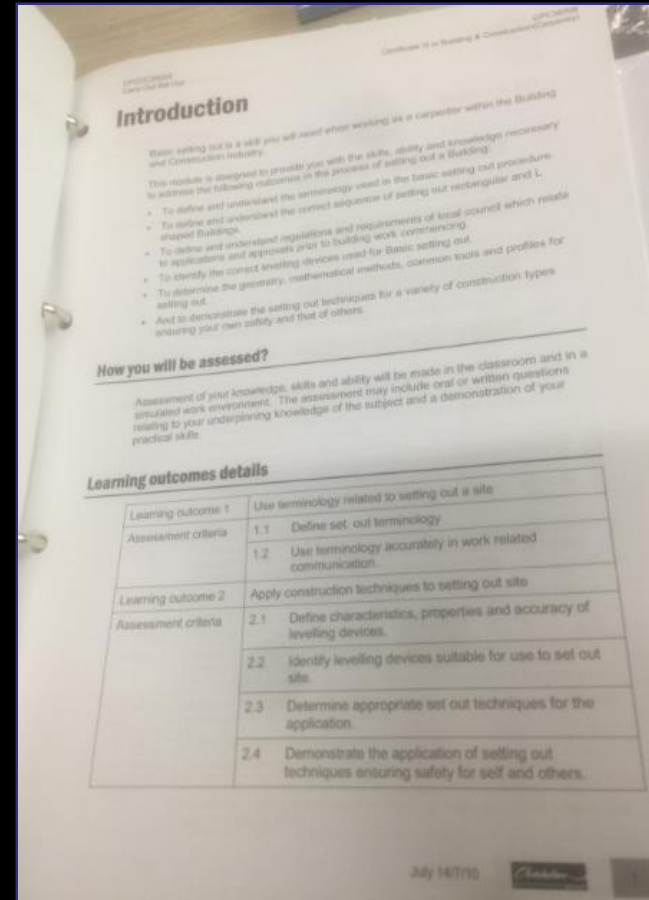 Certificate III in Building & Construction(Carpentry)
Carry Out Set Out
Introduction
Basic setting out is a skill you will need when working as a carpenter within the Building
and Construction Industry.
This module is designed to provide you with the skills, ability and knowledge necessary
to address the following outcomes in the process of setting out a Building:
• To define and understand the terminology used in the basic setting out procedure.
• To define and understand the correct sequence of setting out rectangular and L
shaped Buildings.
• To define and understand regulations and requirements of local council which relate
to applications and approvals prior to building work commencing.
• To identify the correct levelling devices used for Basic setting out.
• To determine the geometry, mathematical methods, common tools and profiles for
setting out.
• And to demonstrate the setting out techniques for a variety of construction types
ensuring your own safety and that of others.
How you will be assessed?
Assessment of your knowledge, skills and ability will be made in the classroom and in a
simulated work environment. The assessment may include oral or written questions
relating to your underpinning knowledge of the subject and a demonstration of your
practical skills.
Learning outcomes details
Learning outcome 1 Use terminology related to setting out a site
Assessment criteria 1.1 Define set. out terminology
1.2 Use terminology accurately in work related
communication.
Learning outcome 2 Apply construction techniques to setting out site
Assessment criteria 2.1 Define characteristics, properties and accuracy of
levelling devices.
2.2 Identify levelling devices suitable for use to set out
site.
2.3 Determine appropriate set out techniques for the
application.
2.4 Demonstrate the application of setting out
techniques ensuring safety for self and others.
July 14/7/10